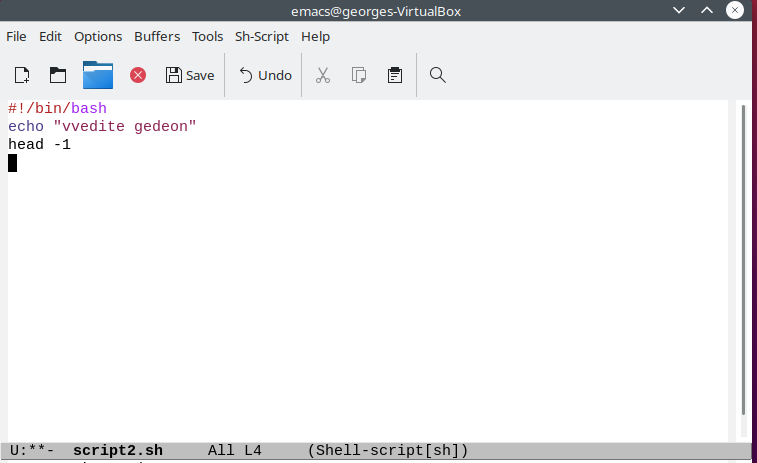 emacs@georges-VirtualBox
File Edit Options Buffers Tools Sh-Script Help
Save Undo
#!/bin/bash
echo "vvedite gedeon"
head -1
U:**- script2.sh All L4 (Shell-script[sh])